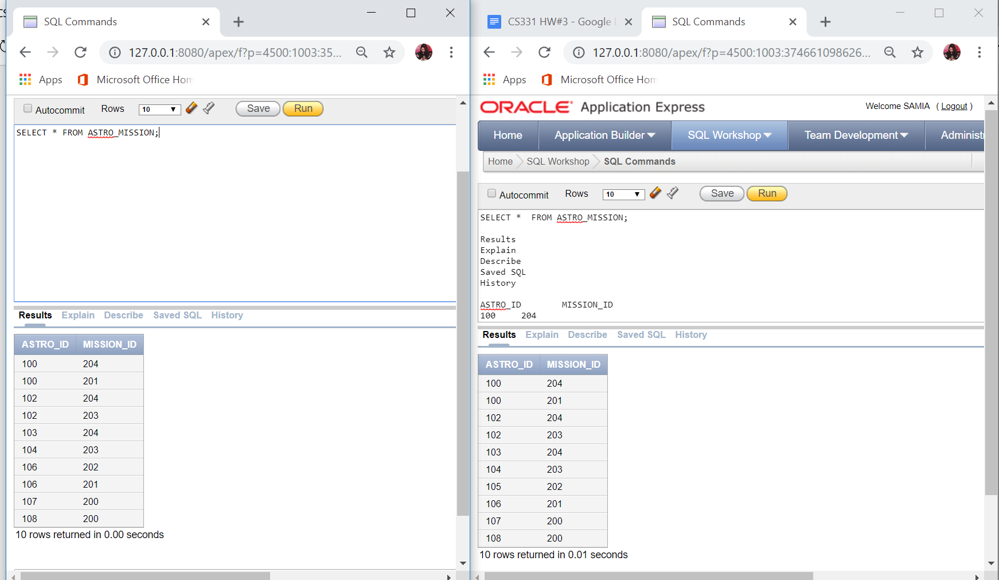 SQL Commands
127.0.0.1:8080/apex/f?p=4500:1003:35...
Apps Microsoft Office Hom
Autocommit Rows 10 Save Run
SELECT * FROM ASTRO_MISSION;
Results Explain Describe Saved SQL History
ASTRO_ID MISSION_ID
100 204
100 201
102 204
102 203
103 204
104 203
106 202
106 201
107 200
108 200
10 rows returned in 0.00 seconds
CS331 HW#3 - Google D SQL Commands
127.0.0.1:8080/apex/f?p=4500:1003:374661098626...
Apps Microsoft Office Hom
ORACLE Application Express Welcome SAMIA ( Logout )
Home Application Builder SQL Workshop Team Development Administr
Home SQL Workshop SQL Commands
Autocommit Rows 10 Save Run
SELECT *  FROM ASTRO_MISSION;
Results
Explain
Describe
Saved SQL
History
ASTRO_ID MISSION_ID
100 204
Results Explain Describe Saved SQL History
ASTRO_ID MISSION_ID
100 204
100 201
102 204
102 203
103 204
104 203
105 202
106 201
107 200
108 200
10 rows returned in 0.01 seconds